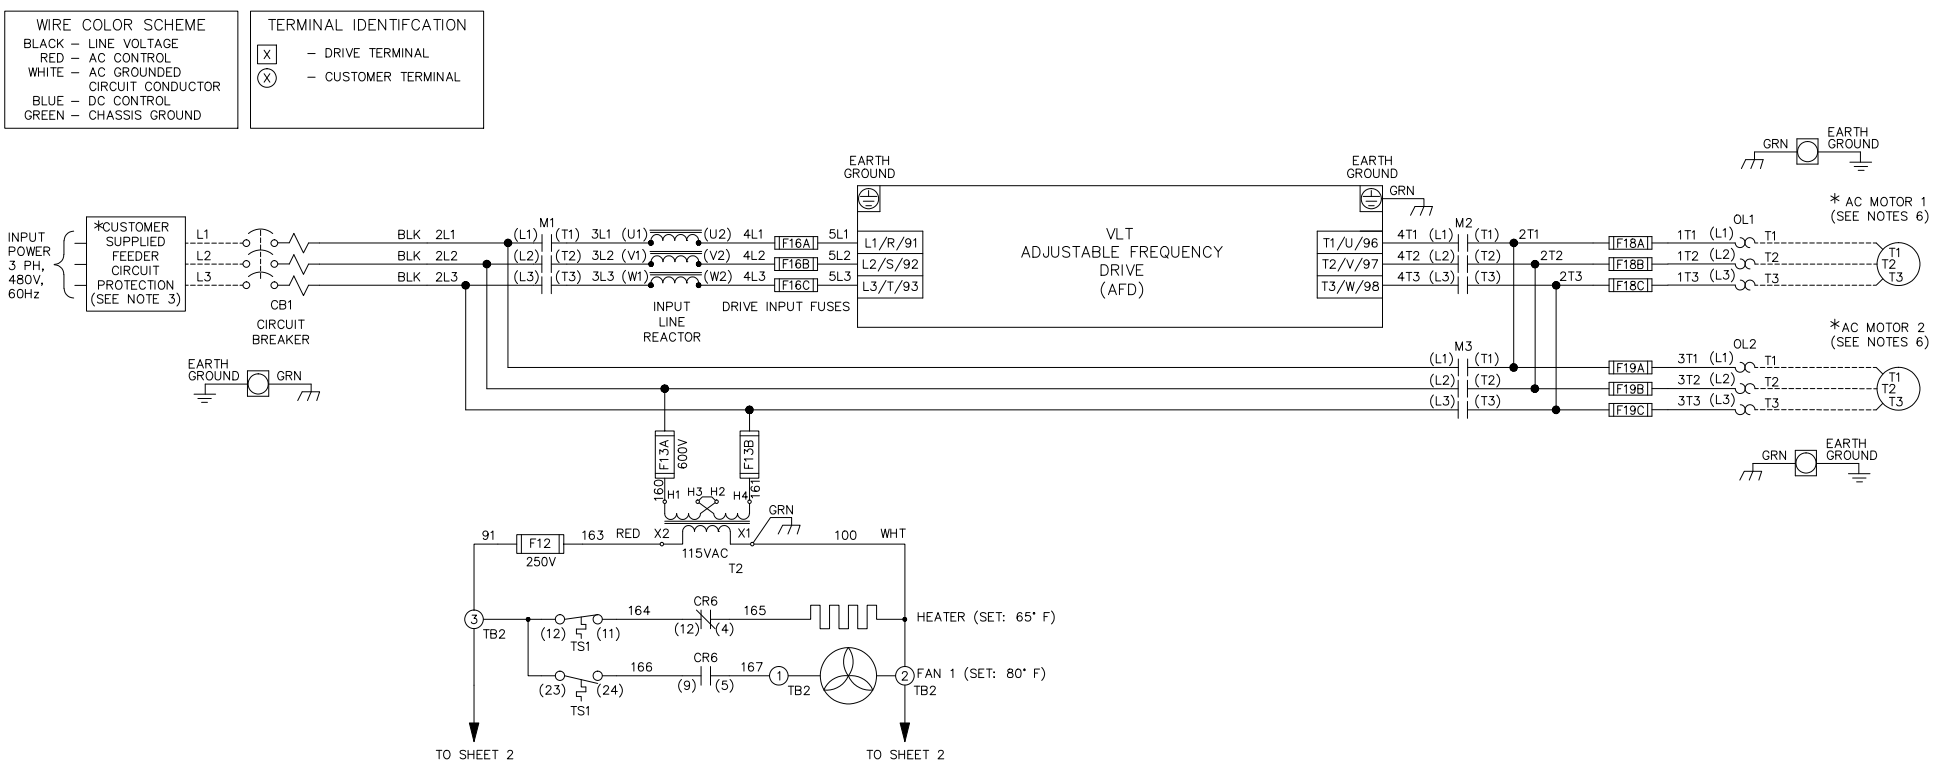 WIRE COLOR SCHEME
BLACK – LINE VOLTAGE
RED – AC CONTROL
WHITE – AC GROUNDED
CIRCUIT CONDUCTOR
BLUE – DC CONTROL
GREEN – CHASSIS GROUND
TERMINAL IDENTIFCATION
X – DRIVE TERMINAL
X – CUSTOMER TERMINAL
INPUT
POWER
3 PH,
480V,
60Hz
*CUSTOMER
SUPPLIED
FEEDER
CIRCUIT
PROTECTION
(SEE NOTE 3)
L1
L2
L3
CB1
CIRCUIT
BREAKER
EARTH
GROUND
GRN
BLK 2L1
BLK 2L2
BLK 2L3
M1
(L1) (T1) 3L1 (U1) (U2) 4L1 F16A 5L1
(L2) (T2) 3L2 (V1) (V2) 4L2 F16B 5L2
(L3) (T3) 3L3 (W1) (W2) 4L3 F16C 5L3
INPUT
LINE
REACTOR
DRIVE INPUT FUSES
EARTH
GROUND
L1/R/91
L2/S/92
L3/T/93
VLT
ADJUSTABLE FREQUENCY
DRIVE
(AFD)
EARTH
GROUND
GRN
T1/U/96
T2/V/97
T3/W/98
M2
4T1 (L1) (T1) 2T1 F18A 1T1 (L1) T1
4T2 (L2) (T2) 2T2 F18B 1T2 (L2) T2
4T3 (L3) (T3) 2T3 F18C 1T3 (L3) T3
OL1
GRN
EARTH
GROUND
* AC MOTOR 1
(SEE NOTES 6)
T1
T2
T3
M3
(L1) (T1) F19A 3T1 (L1) T1
(L2) (T2) F19B 3T2 (L2) T2
(L3) (T3) F19C 3T3 (L3) T3
OL2
*AC MOTOR 2
(SEE NOTES 6)
T1
T2
T3
GRN
EARTH
GROUND
F13A
600V
F13B
160
161
H1 H3 H2 H4
GRN
91 F12 163 RED X2 X1 100 WHT
250V
115VAC
T2
3
TB2
(12) (11)
TS1
164
CR6
(12) (4)
165
HEATER (SET: 65° F)
(23) (24)
TS1
166
CR6
(9) (5)
167
1
TB2
2
TB2
FAN 1 (SET: 80° F)
TO SHEET 2
TO SHEET 2